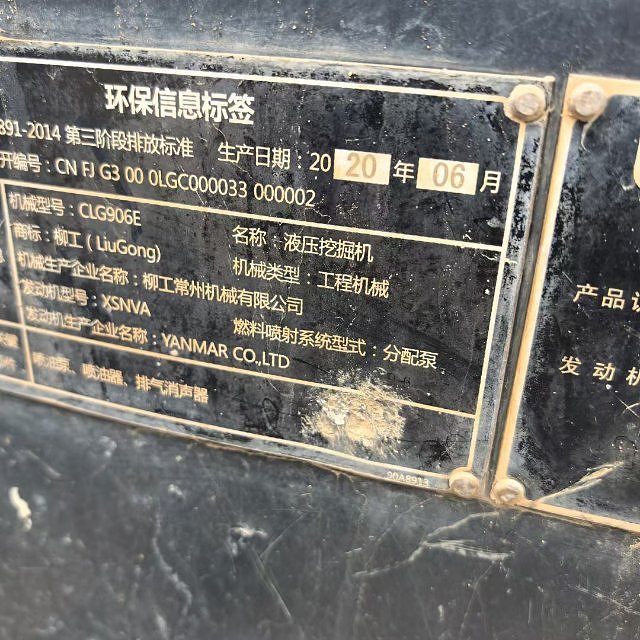 环保信息标签
891-2014 第三阶段排放标准 生产日期：2020年06月
开编号：CN FJ G3 00 0LGC000033 000002
机械型号：CLG906E
名称：液压挖掘机
商标：柳工（LiuGong）
机械类型：工程机械
机械生产企业名称：柳工常州机械有限公司
发动机型号：XSNVA
燃料喷射系统型式：分配泵
发动机生产企业名称：YANMAR CO.,LTD
喷油泵、喷油器、排气消声器
90A8913
产品
发动机